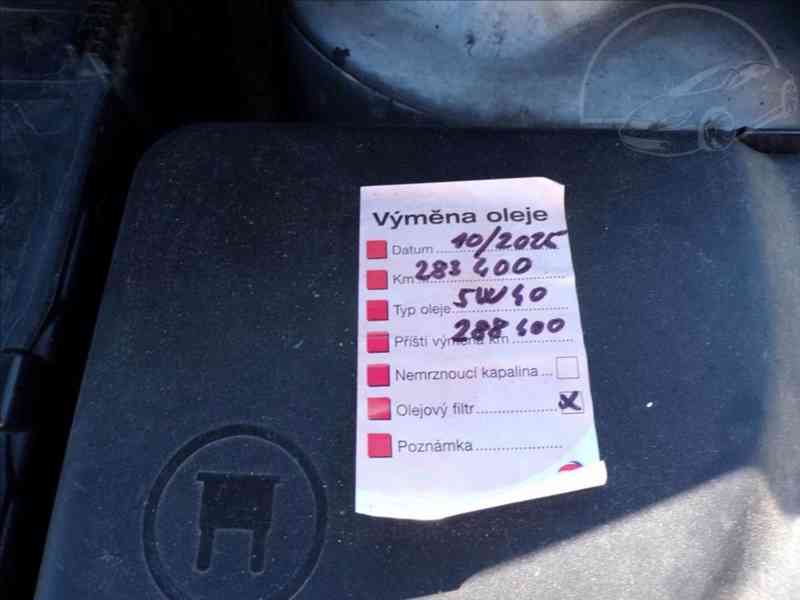 Výměna oleje
Datum 10/2025
Km 283 400
Typ oleje 5W40
Příští výměna km 288 400
Nemrznoucí kapalina ...
Olejový filtr X
Poznámka